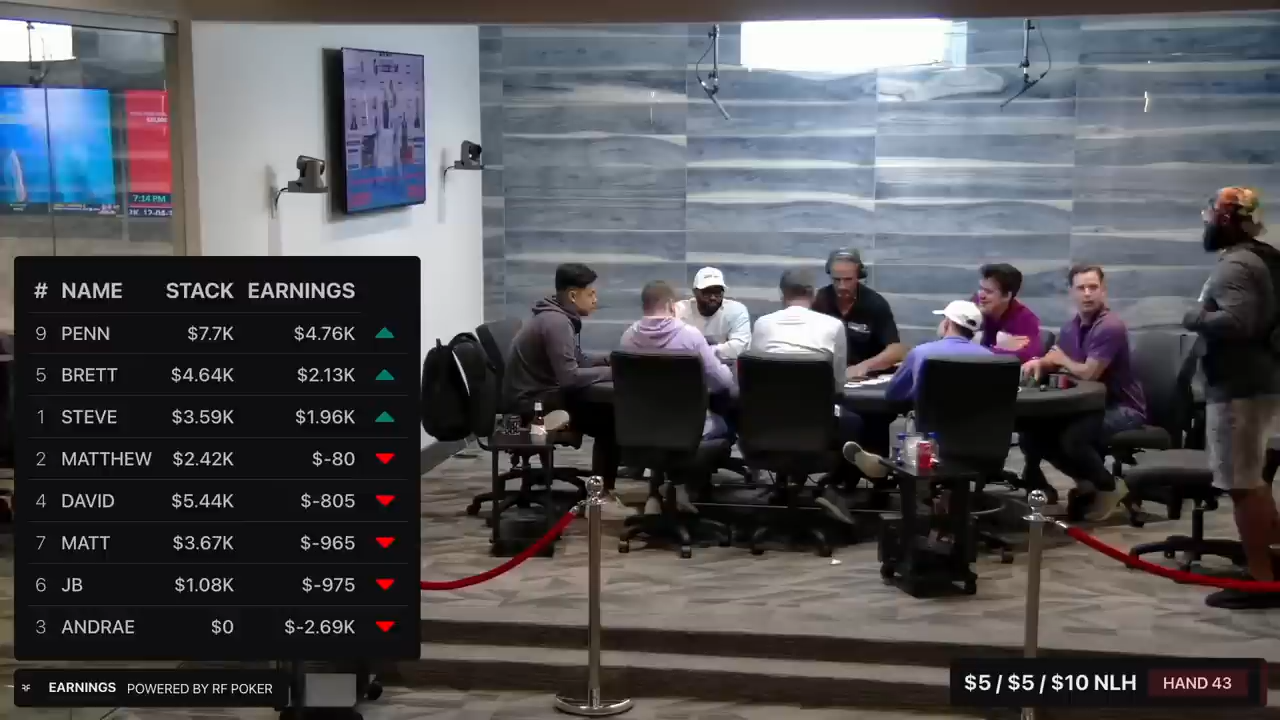 7:14 PM
# NAME STACK EARNINGS
9 PENN $7.7K $4.76K
5 BRETT $4.64K $2.13K
1 STEVE $3.59K $1.96K
2 MATTHEW $2.42K $-80
4 DAVID $5.44K $-805
7 MATT $3.67K $-965
6 JB $1.08K $-975
3 ANDRAE $0 $-2.69K
EARNINGS POWERED BY RF POKER
$5 / $5 / $10 NLH HAND 43